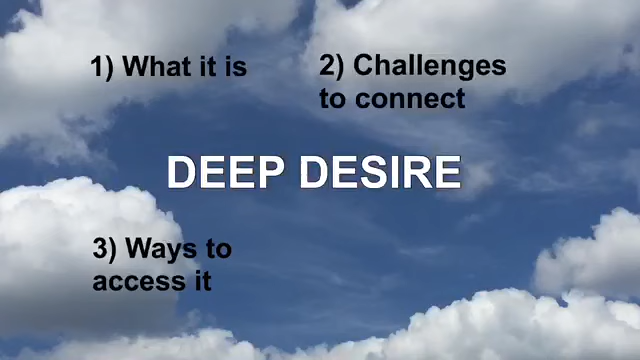 1) What it is
2) Challenges
to connect
DEEP DESIRE
3) Ways to
access it